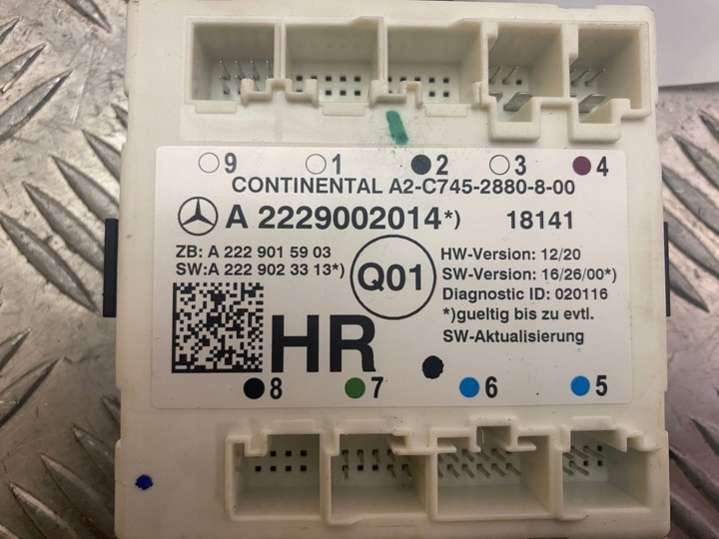 9 1 2 3 4
CONTINENTAL A2-C745-2880-8-00
A 2229002014*) 18141
ZB: A 222 901 59 03
SW:A 222 902 33 13*)
Q01
HW-Version: 12/20
SW-Version: 16/26/00*)
Diagnostic ID: 020116
*)gueltig bis zu evtl.
SW-Aktualisierung
HR
8 7 6 5